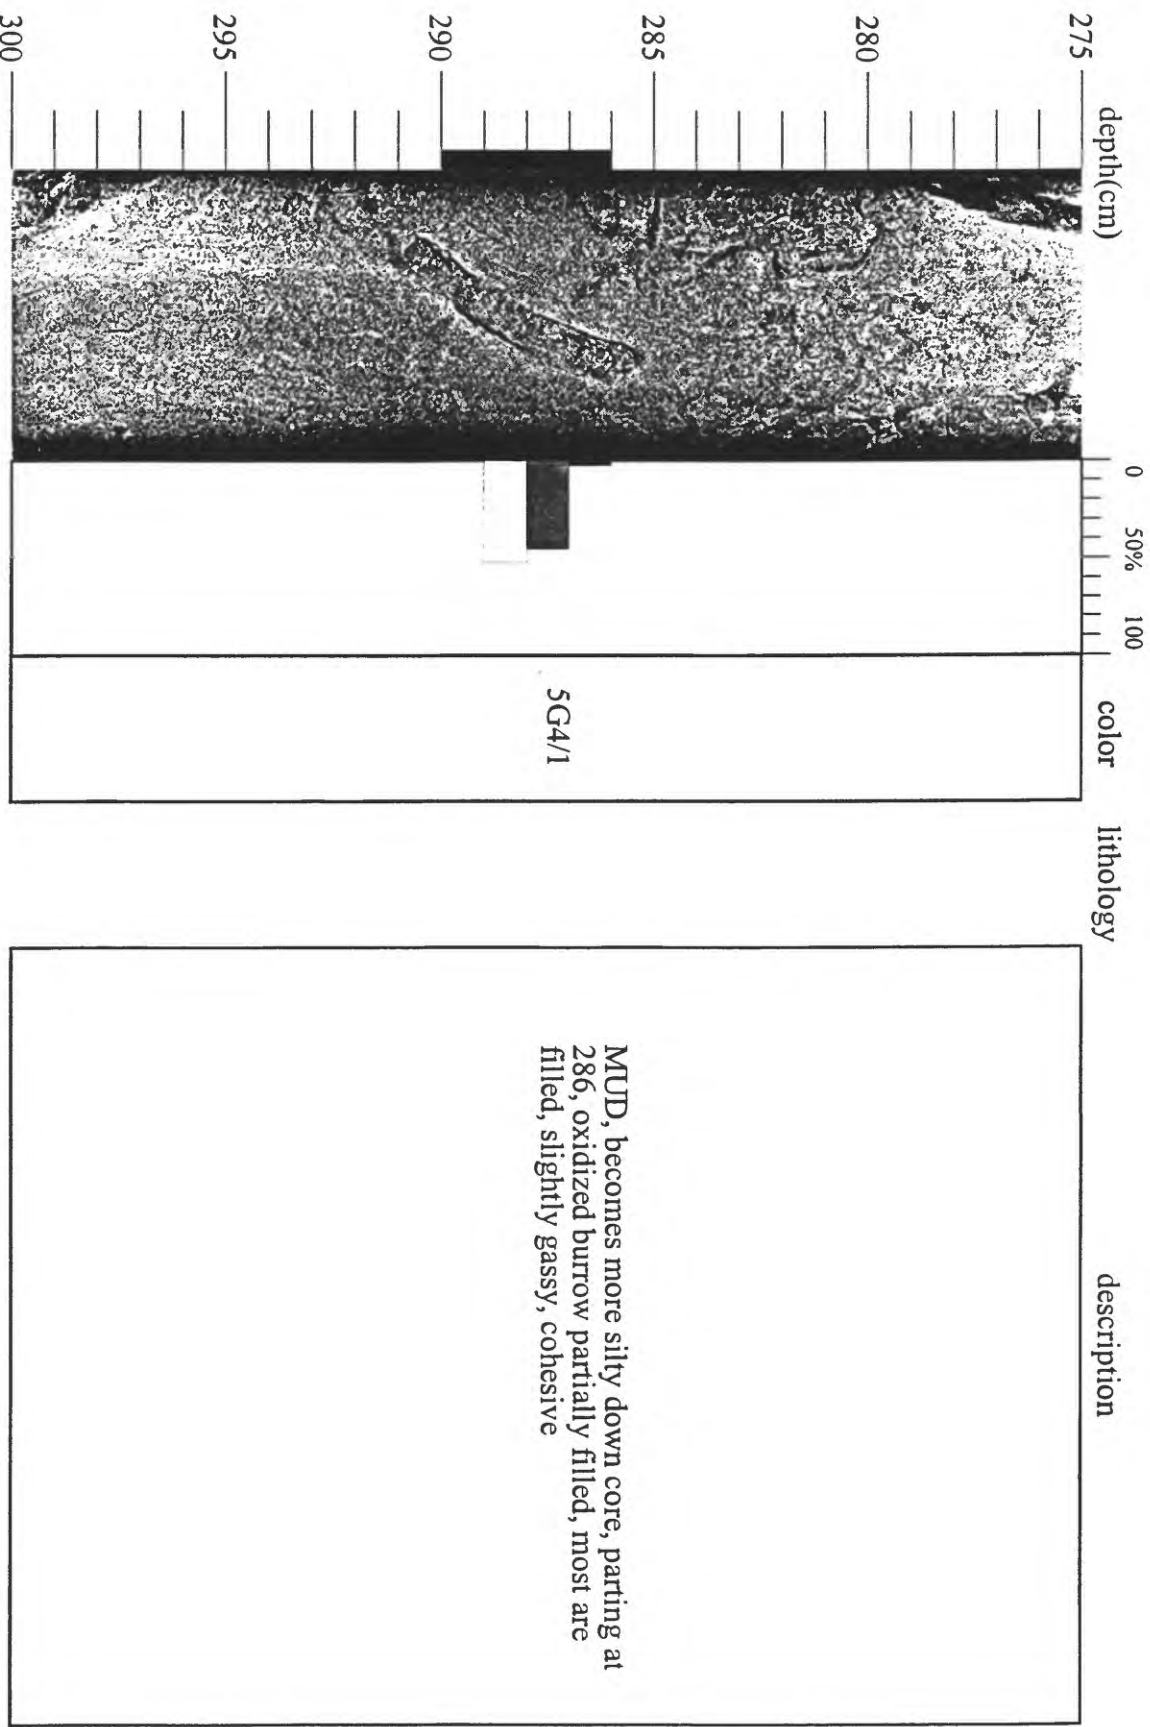 depth(cm)
0
50%
100
color
lithology
description
275
280
285
290
295
300
5G4/1
MUD, becomes more silty down core, parting at
286, oxidized burrow partially filled, most are
filled, slightly gassy, cohesive